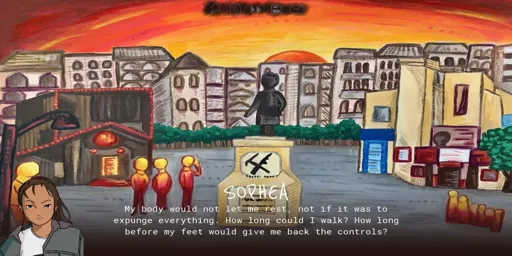 SOPHEA
My body would not let me rest, not if it was to
expunge everything. How long could I walk? How long
before my feet would give me back the controls?